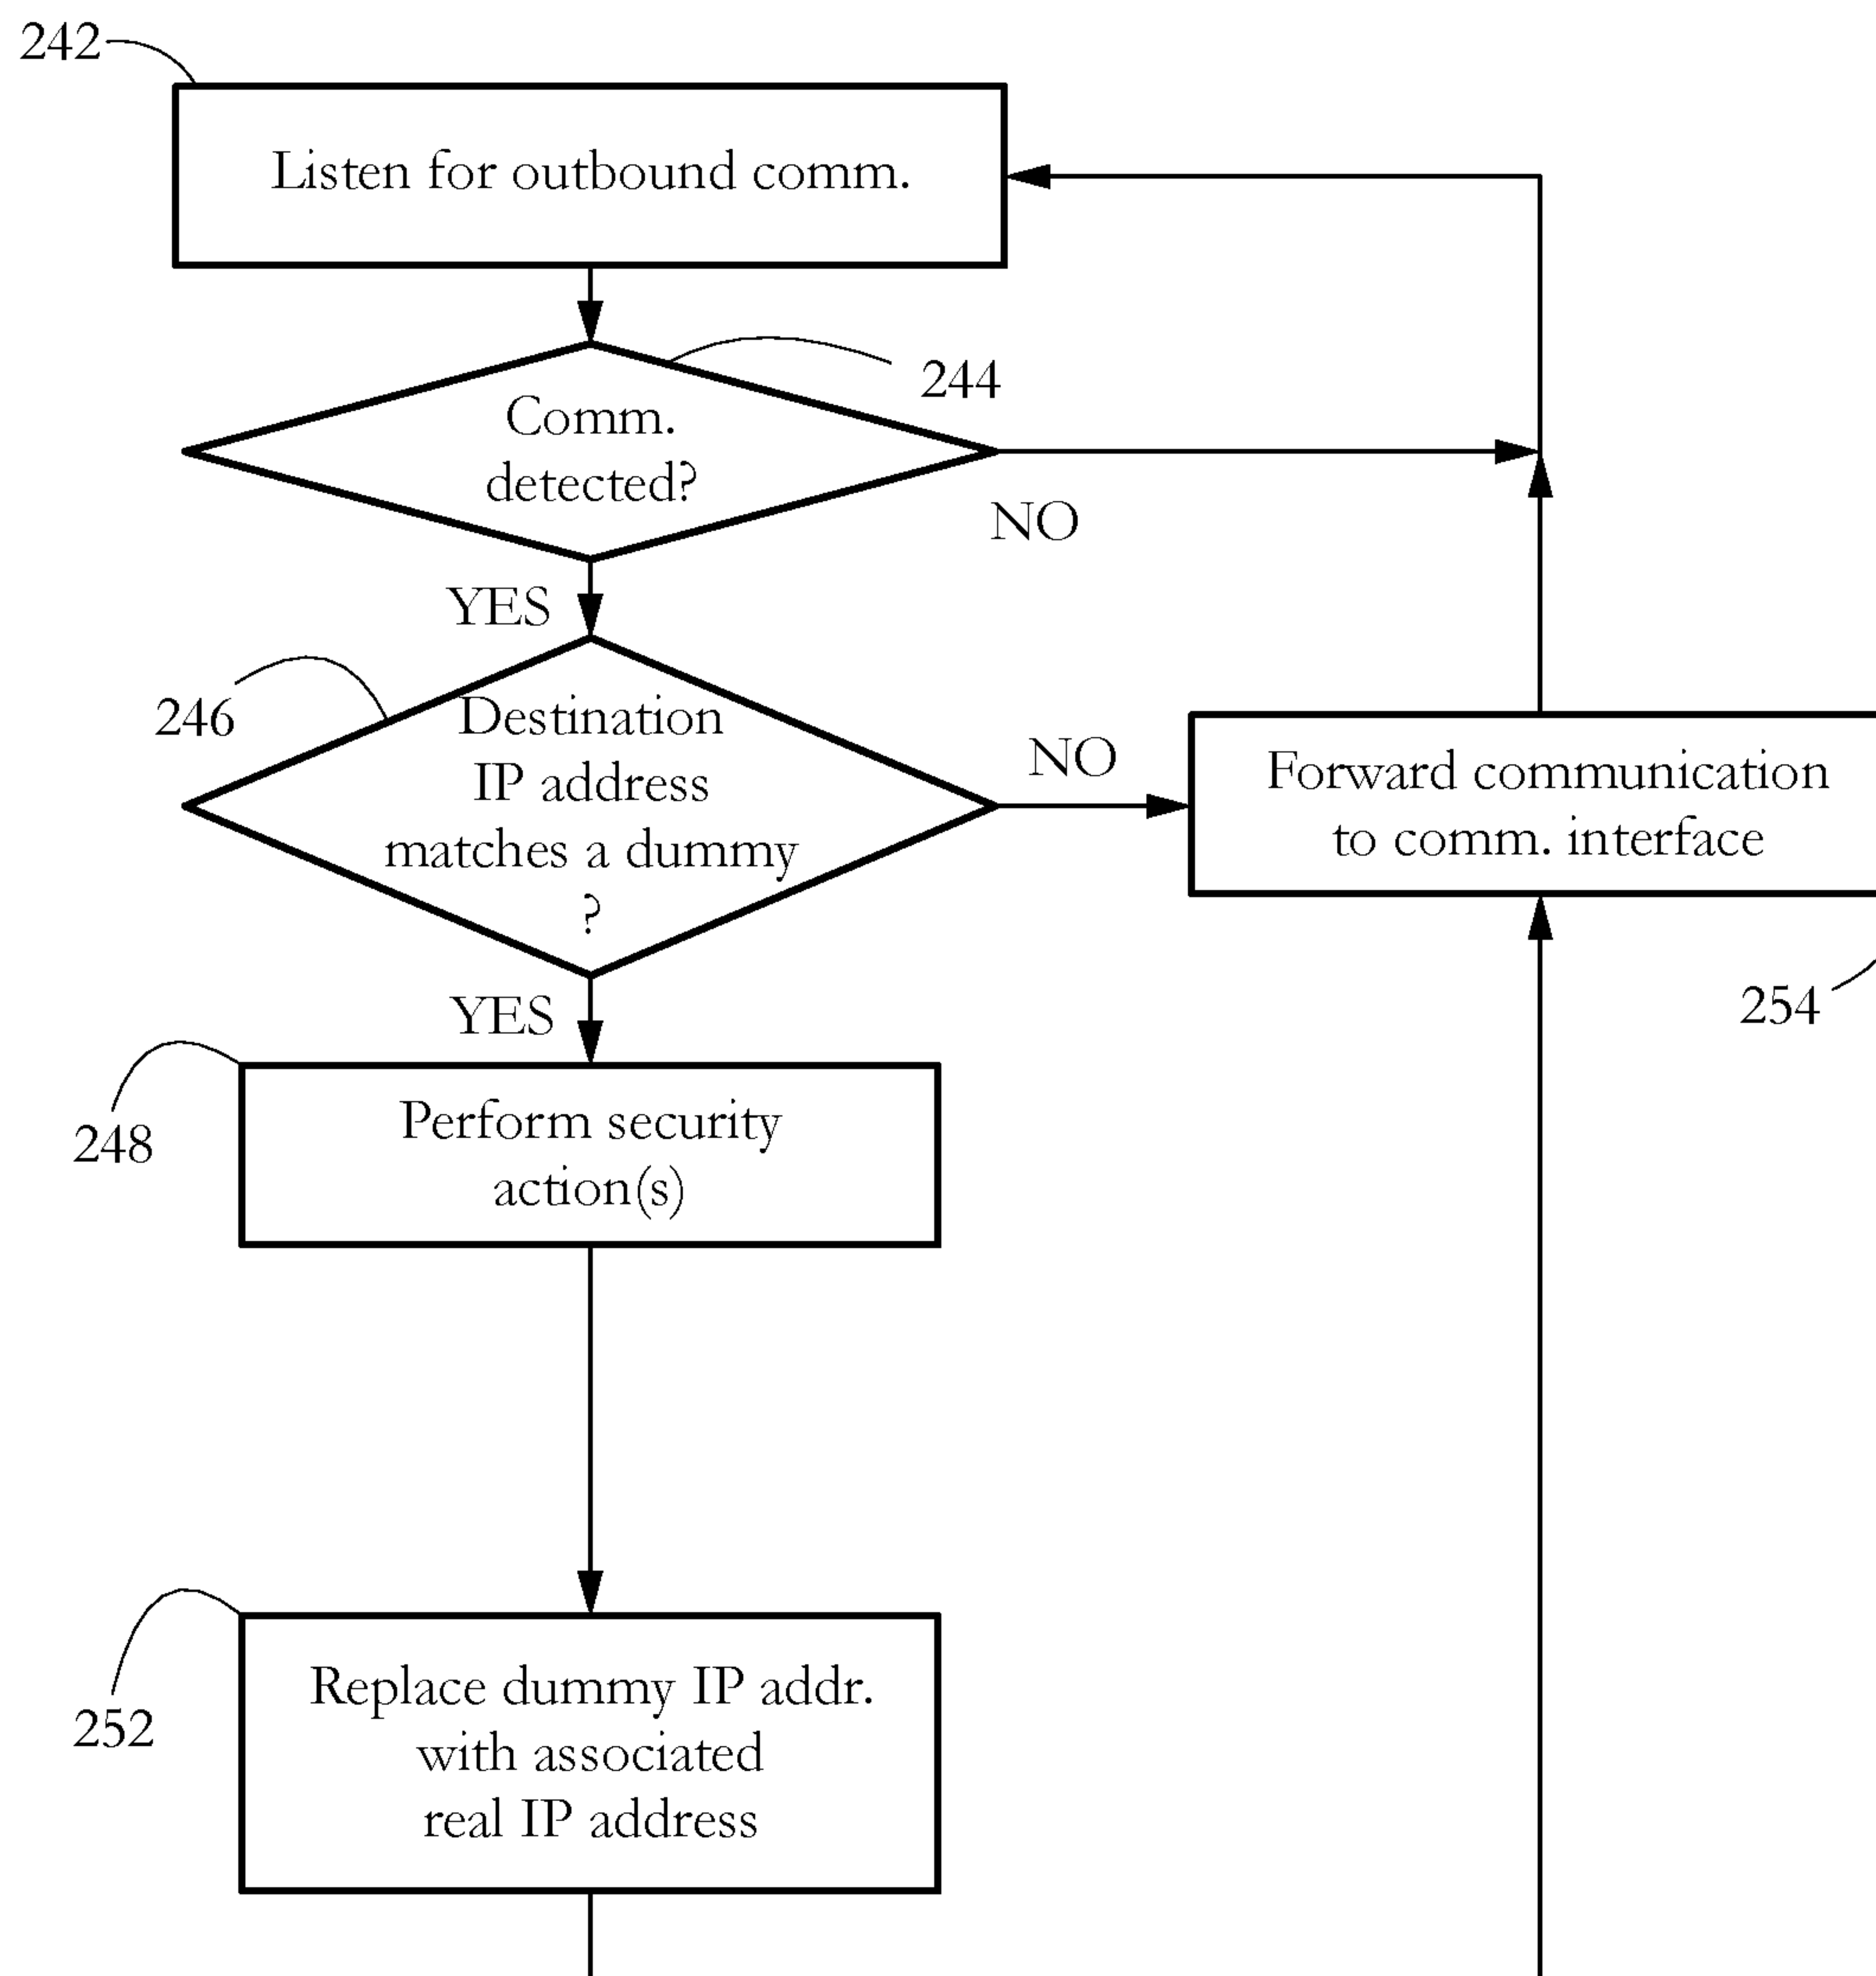 242
Listen for outbound comm.
244
Comm.
detected?
NO
YES
246
Destination
IP address
matches a dummy
?
NO
Forward communication
to comm. interface
254
YES
248
Perform security
action(s)
252
Replace dummy IP addr.
with associated
real IP address